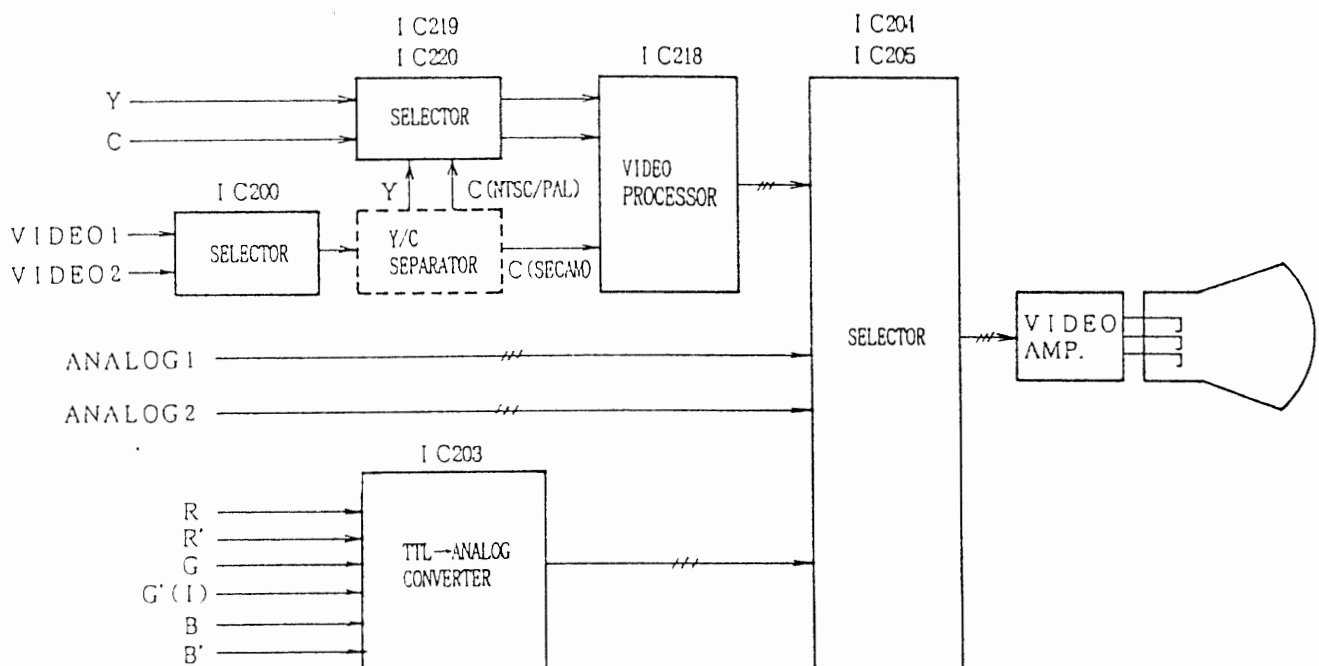 IC219
IC220
IC218
IC204
IC205
Y
C
SELECTOR
VIDEO
PROCESSOR
Y
C (NTSC/PAL)
IC200
VIDEO1
VIDEO2
SELECTOR
Y/C
SEPARATOR
C (SECAM)
SELECTOR
VIDEO
AMP.
ANALOG1
ANALOG2
IC203
R
R'
G
G' (I)
B
B'
TTL→ANALOG
CONVERTER